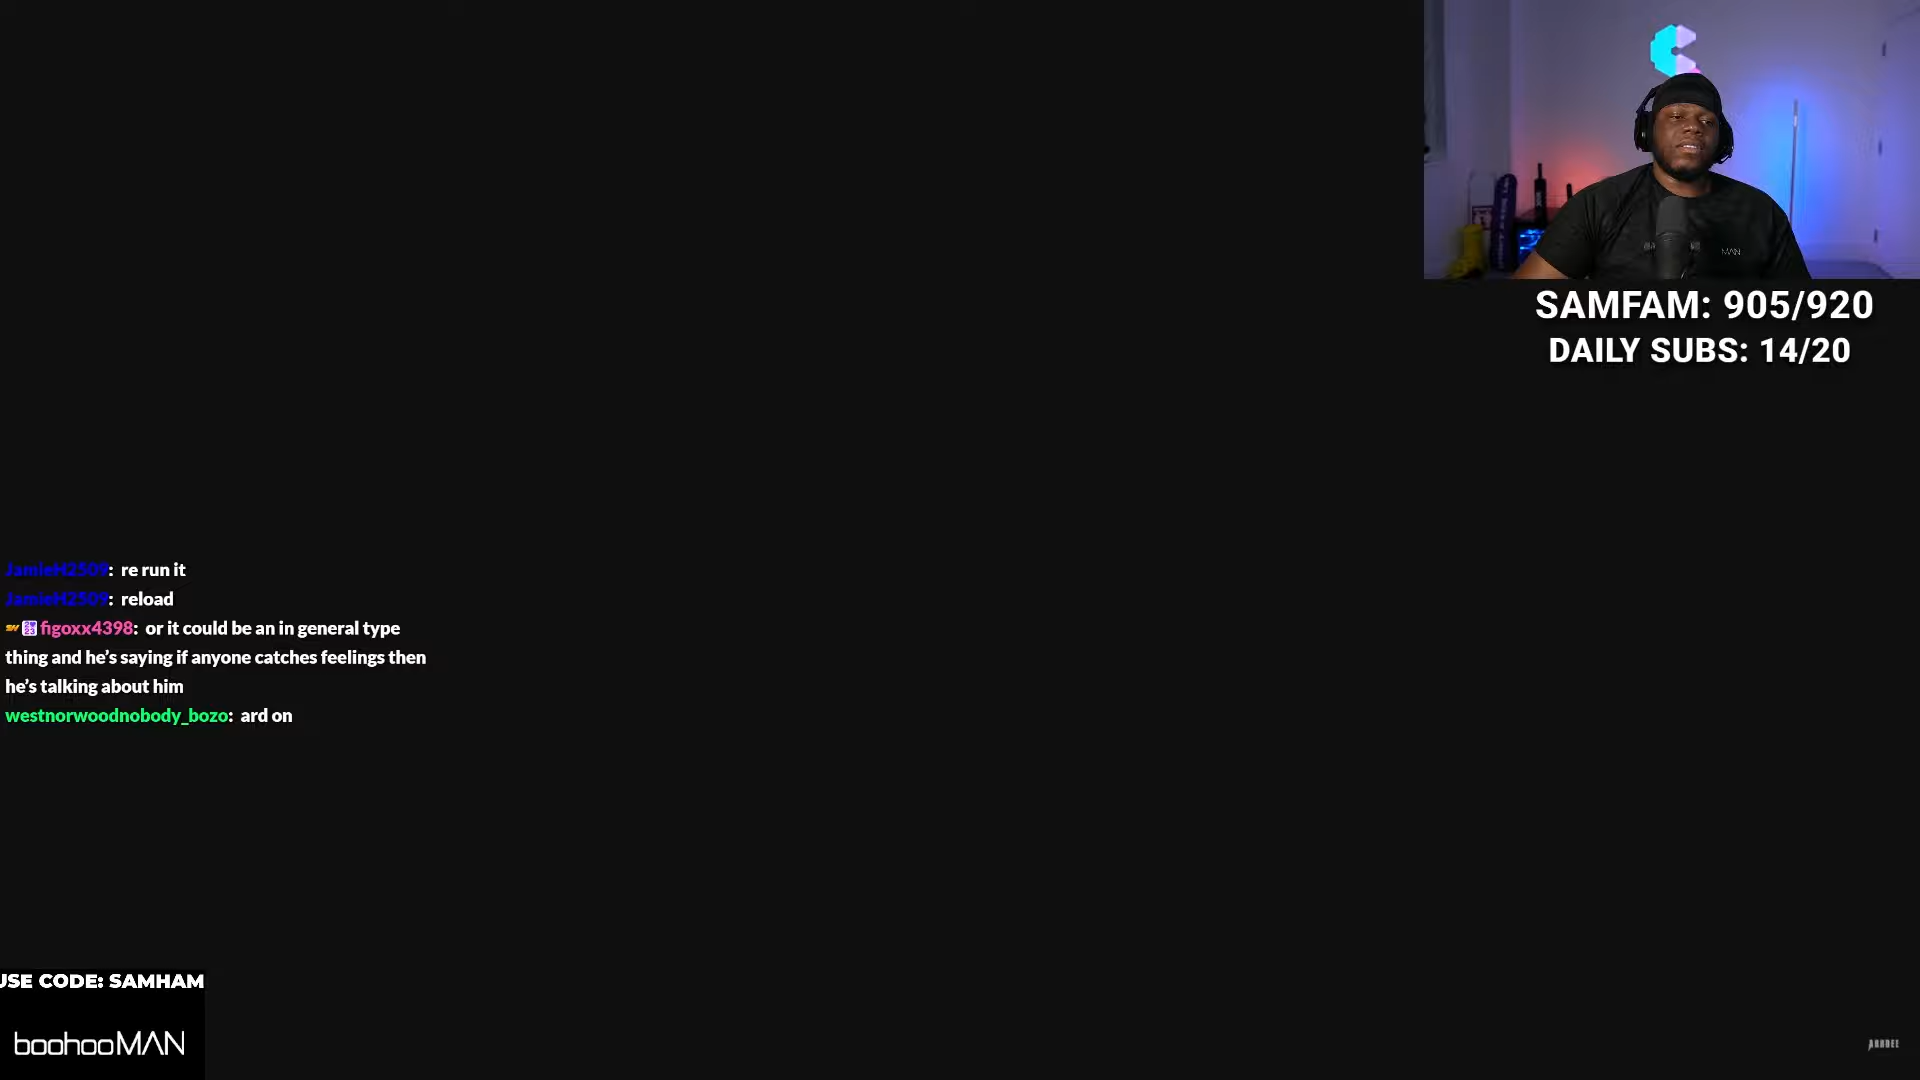 MAN
SAMFAM: 905/920
DAILY SUBS: 14/20
JamieH2509: re run it
JamieH2509: reload
figoxx4398: or it could be an in general type
thing and he's saying if anyone catches feelings then
he's talking about him
westnorwoodnobody_bozo: ard on
USE CODE: SAMHAM
boohooMAN